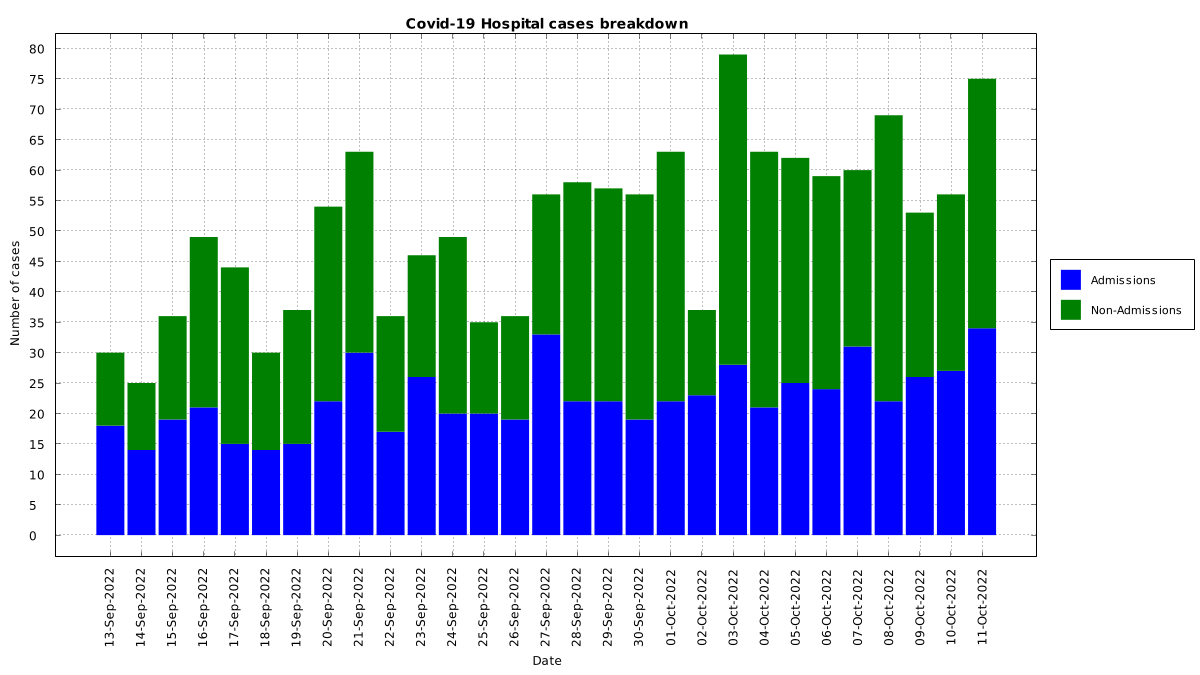 Covid-19 Hospital cases breakdown
80
75
70
65
60
55
50
45
40
35
30
25
20
15
10
5
0
Number of cases
13-Sep-2022
14-Sep-2022
15-Sep-2022
16-Sep-2022
17-Sep-2022
18-Sep-2022
19-Sep-2022
20-Sep-2022
21-Sep-2022
22-Sep-2022
23-Sep-2022
24-Sep-2022
25-Sep-2022
26-Sep-2022
27-Sep-2022
28-Sep-2022
29-Sep-2022
30-Sep-2022
01-Oct-2022
02-Oct-2022
03-Oct-2022
04-Oct-2022
05-Oct-2022
06-Oct-2022
07-Oct-2022
08-Oct-2022
09-Oct-2022
10-Oct-2022
11-Oct-2022
Date
Admissions
Non-Admissions